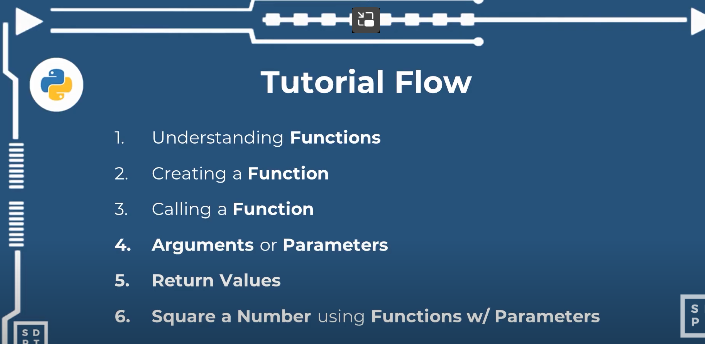 Tutorial Flow
1. Understanding Functions
2. Creating a Function
3. Calling a Function
4. Arguments or Parameters
5. Return Values
6. Square a Number using Functions w/ Parameters
S D
P T
S
P